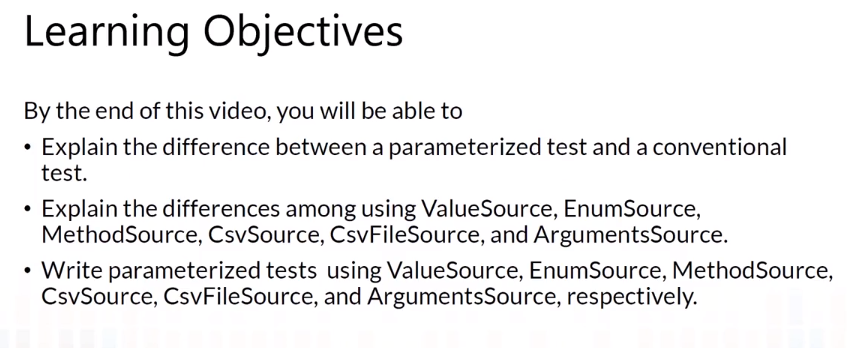 Learning Objectives
By the end of this video, you will be able to
• Explain the difference between a parameterized test and a conventional
test.
• Explain the differences among using ValueSource, EnumSource,
MethodSource, CsvSource, CsvFileSource, and ArgumentsSource.
• Write parameterized tests using ValueSource, EnumSource, MethodSource,
CsvSource, CsvFileSource, and ArgumentsSource, respectively.